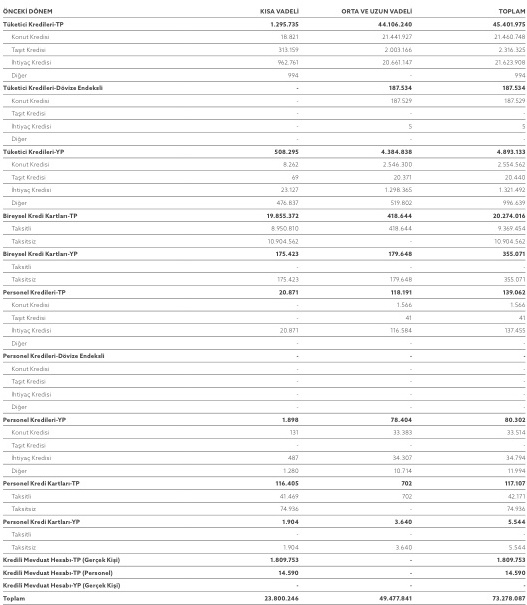 ÖNCEKİ DÖNEM KISA VADELİ ORTA VE UZUN VADELİ TOPLAM
Tüketici Kredileri-TP 1.295.735 44.106.240 45.401.975
Konut Kredisi 18.821 21.441.927 21.460.748
Taşıt Kredisi 313.159 2.003.166 2.316.325
İhtiyaç Kredisi 962.761 20.661.147 21.623.908
Diğer 994 - 994
Tüketici Kredileri-Dövize Endeksli - 187.534 187.534
Konut Kredisi - 187.529 187.529
Taşıt Kredisi - - -
İhtiyaç Kredisi - 5 5
Diğer - - -
Tüketici Kredileri-YP 508.295 4.384.838 4.893.133
Konut Kredisi 8.262 2.546.300 2.554.562
Taşıt Kredisi 69 20.371 20.440
İhtiyaç Kredisi 23.127 1.298.365 1.321.492
Diğer 476.837 519.802 996.639
Bireysel Kredi Kartları-TP 19.855.372 418.644 20.274.016
Taksitli 8.950.810 418.644 9.369.454
Taksitsiz 10.904.562 - 10.904.562
Bireysel Kredi Kartları-YP 175.423 179.648 355.071
Taksitli - - -
Taksitsiz 175.423 179.648 355.071
Personel Kredileri-TP 20.871 118.191 139.062
Konut Kredisi - 1.566 1.566
Taşıt Kredisi - 41 41
İhtiyaç Kredisi 20.871 116.584 137.455
Diğer - - -
Personel Kredileri-Dövize Endeksli - - -
Konut Kredisi - - -
Taşıt Kredisi - - -
İhtiyaç Kredisi - - -
Diğer - - -
Personel Kredileri-YP 1.898 78.404 80.302
Konut Kredisi 131 33.383 33.514
Taşıt Kredisi - - -
İhtiyaç Kredisi 487 34.307 34.794
Diğer 1.280 10.714 11.994
Personel Kredi Kartları-TP 116.405 702 117.107
Taksitli 41.469 702 42.171
Taksitsiz 74.936 - 74.936
Personel Kredi Kartları-YP 1.904 3.640 5.544
Taksitli - - -
Taksitsiz 1.904 3.640 5.544
Kredili Mevduat Hesabı-TP (Gerçek Kişi) 1.809.753 - 1.809.753
Kredili Mevduat Hesabı-TP (Personel) 14.590 - 14.590
Kredili Mevduat Hesabı-YP (Gerçek Kişi) - - -
Toplam 23.800.246 49.477.841 73.278.087